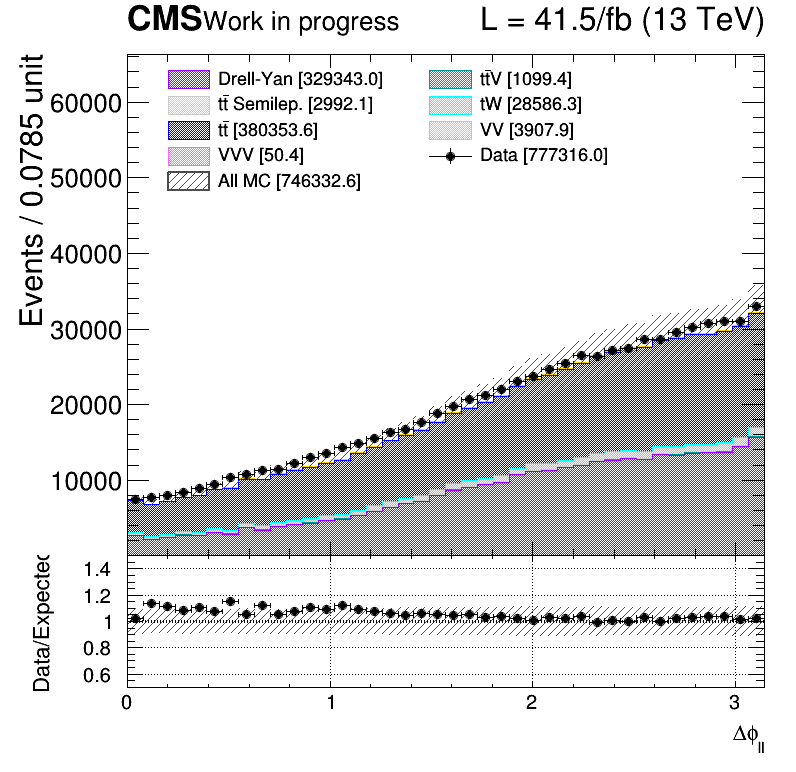 CMS Work in progress L = 41.5/fb (13 TeV)
Events / 0.0785 unit
60000
50000
40000
30000
20000
10000
Drell-Yan [329343.0]
tt̄ Semilep. [2992.1]
tt̄ [380353.6]
VVV [50.4]
All MC [746332.6]
tt̄V [1099.4]
tW [28586.3]
VV [3907.9]
Data [777316.0]
Data/Expected
1.4
1.2
1
0.8
0.6
0 1 2 3
Δϕll